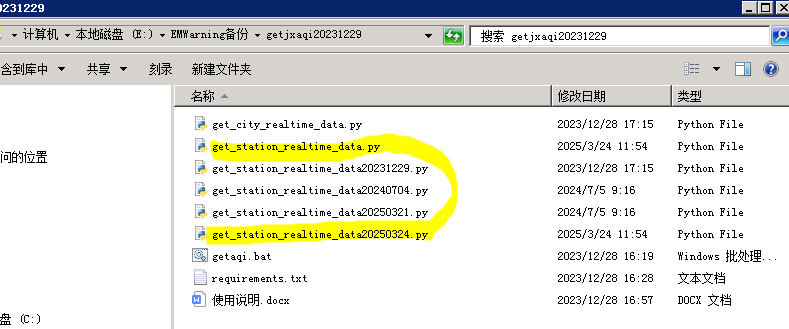 20231229
计算机 本地磁盘 (E:) EMWarning备份 getjxaqi20231229 搜索 getjxaqi20231229
含到库中 共享 刻录 新建文件夹
名称 修改日期 类型
get_city_realtime_data.py 2023/12/28 17:15 Python File
get_station_realtime_data.py 2025/3/24 11:54 Python File
问的位置
get_station_realtime_data20231229.py 2023/12/28 17:15 Python File
get_station_realtime_data20240704.py 2024/7/5 9:16 Python File
get_station_realtime_data20250321.py 2024/7/5 9:16 Python File
get_station_realtime_data20250324.py 2025/3/24 11:54 Python File
getaqi.bat 2023/12/28 16:19 Windows 批处理...
requirements.txt 2023/12/28 16:28 文本文档
使用说明.docx 2023/12/28 16:57 DOCX 文档
盘 (C:)